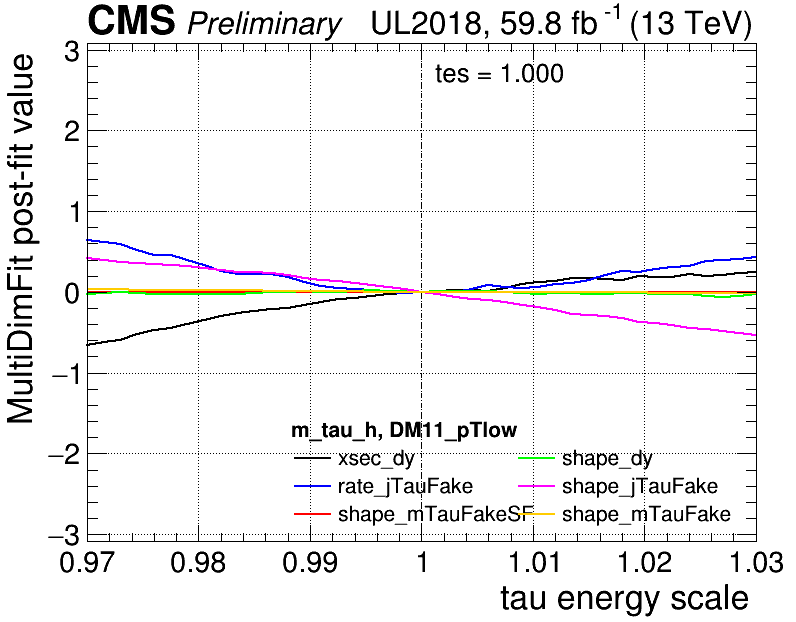 CMS Preliminary UL2018, 59.8 fb⁻¹ (13 TeV)
tes = 1.000
MultiDimFit post-fit value
3
2
1
0
−1
−2
−3
m_tau_h, DM11_pTlow
xsec_dy shape_dy
rate_jTauFake shape_jTauFake
shape_mTauFakeSF shape_mTauFake
0.97 0.98 0.99 1 1.01 1.02 1.03
tau energy scale